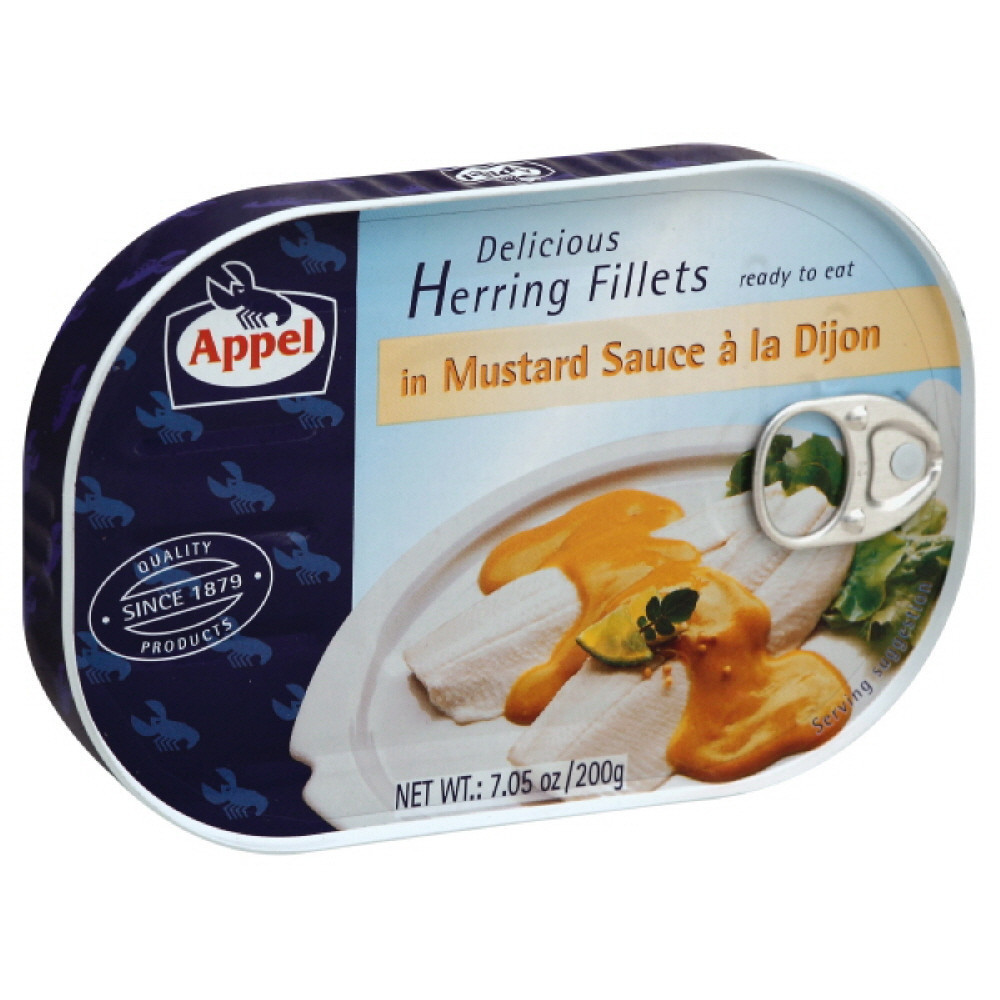 Appel
Delicious
Herring Fillets ready to eat
in Mustard Sauce à la Dijon
Appel
QUALITY
• SINCE 1879 •
PRODUCTS
Serving suggestion
NET WT.: 7.05 oz/200g